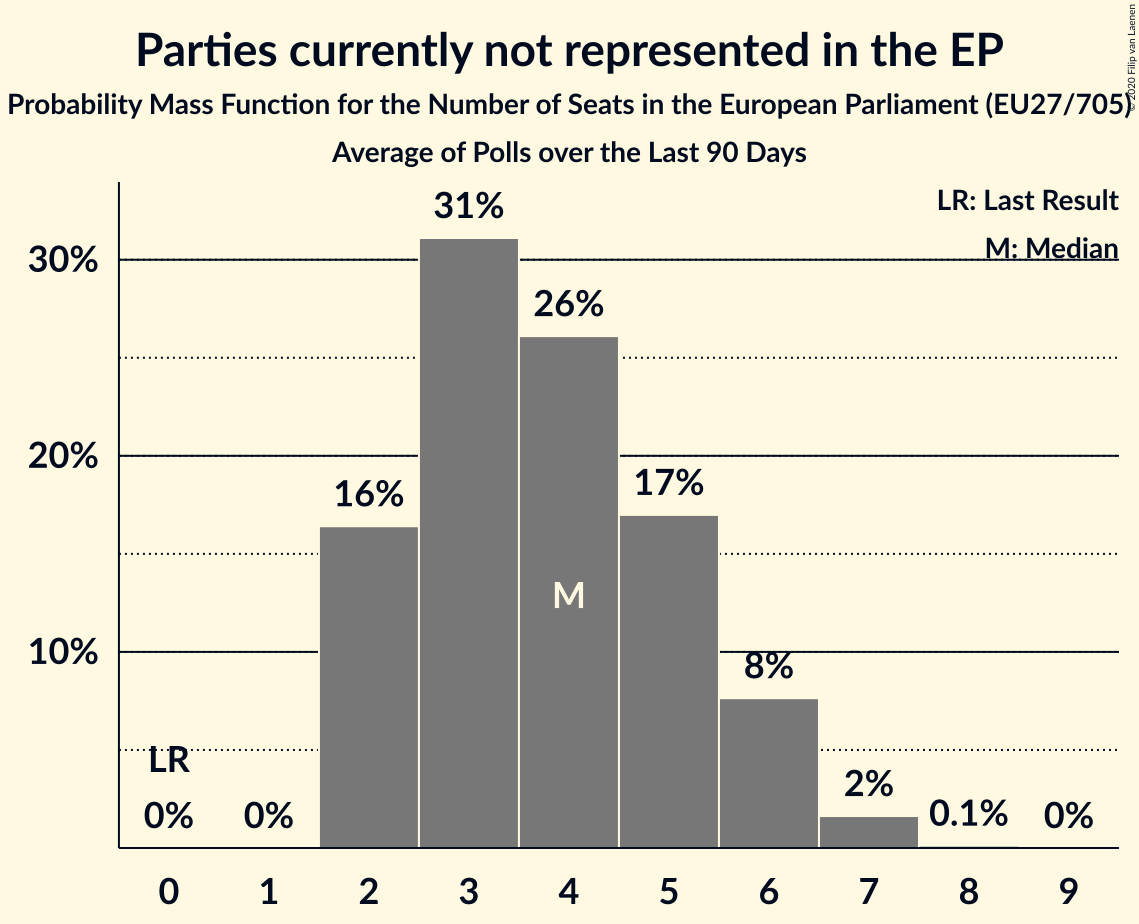 Parties currently not represented in the EP
Probability Mass Function for the Number of Seats in the European Parliament (EU27/705)
Average of Polls over the Last 90 Days
© 2020 Filip van Laenen
LR: Last Result
M: Median
30%
20%
10%
LR
0%
0%
16%
31%
26%
M
17%
8%
2%
0.1%
0%
0 1 2 3 4 5 6 7 8 9